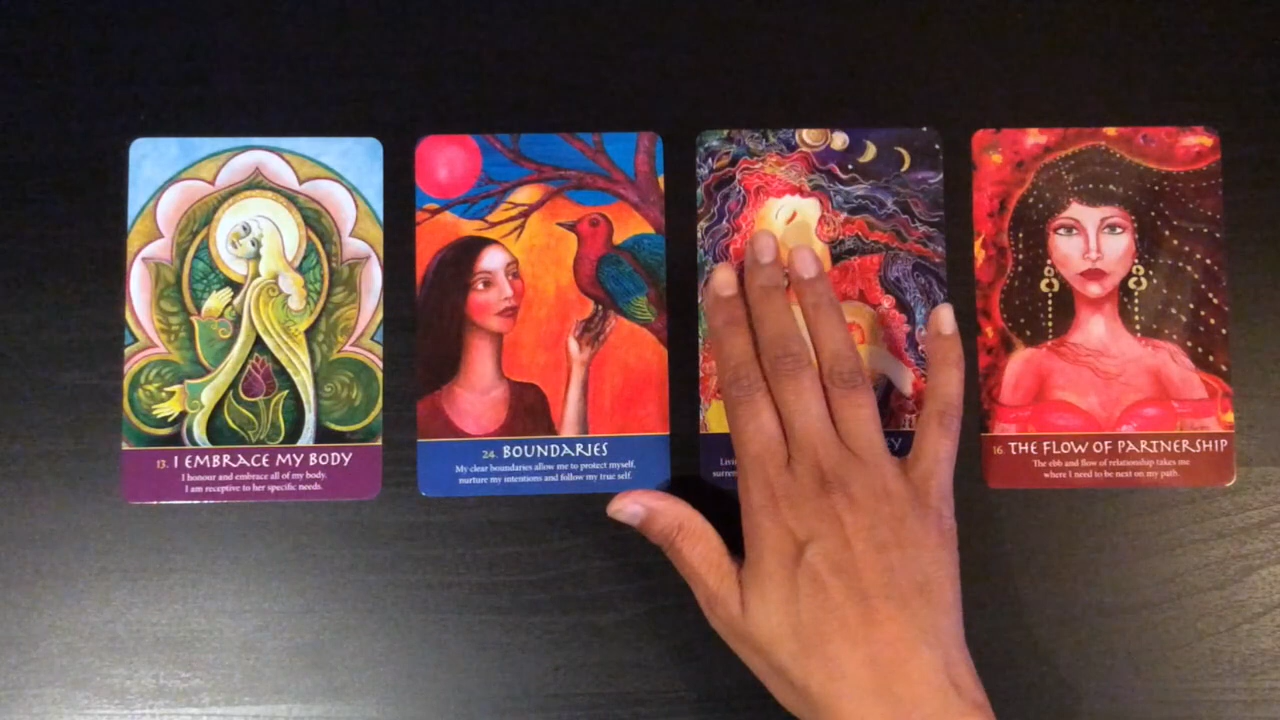 13. I EMBRACE MY BODY
I honour and embrace all of my body.
I am receptive to her specific needs.
24. BOUNDARIES
My clear boundaries allow me to protect myself,
nurture my intentions and follow my true self.
16. THE FLOW OF PARTNERSHIP
The ebb and flow of relationship takes me
where I need to be next on my path.